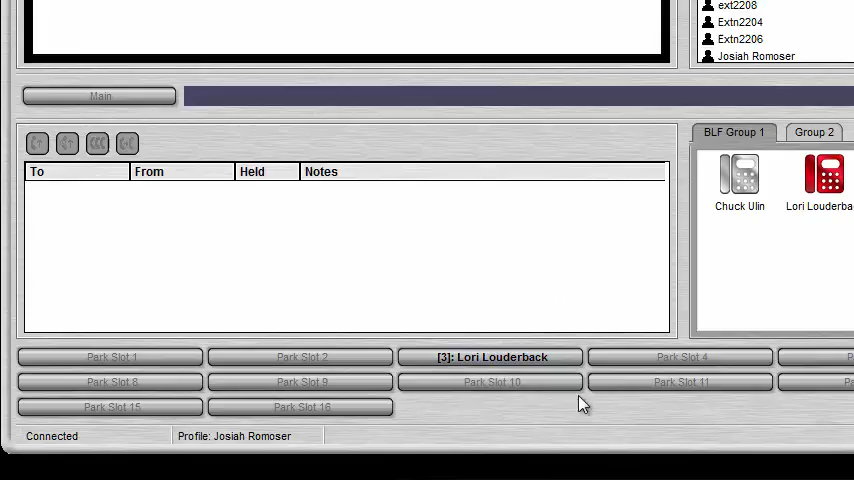 ext2208
Extn2204
Extn2206
Josiah Romoser
Main
BLF Group 1 Group 2
To From Held Notes
Chuck Ulin Lori Louderba
Park Slot 1 Park Slot 2 [3]: Lori Louderback Park Slot 4 P
Park Slot 8 Park Slot 9 Park Slot 10 Park Slot 11 Pa
Park Slot 15 Park Slot 16
Connected Profile: Josiah Romoser